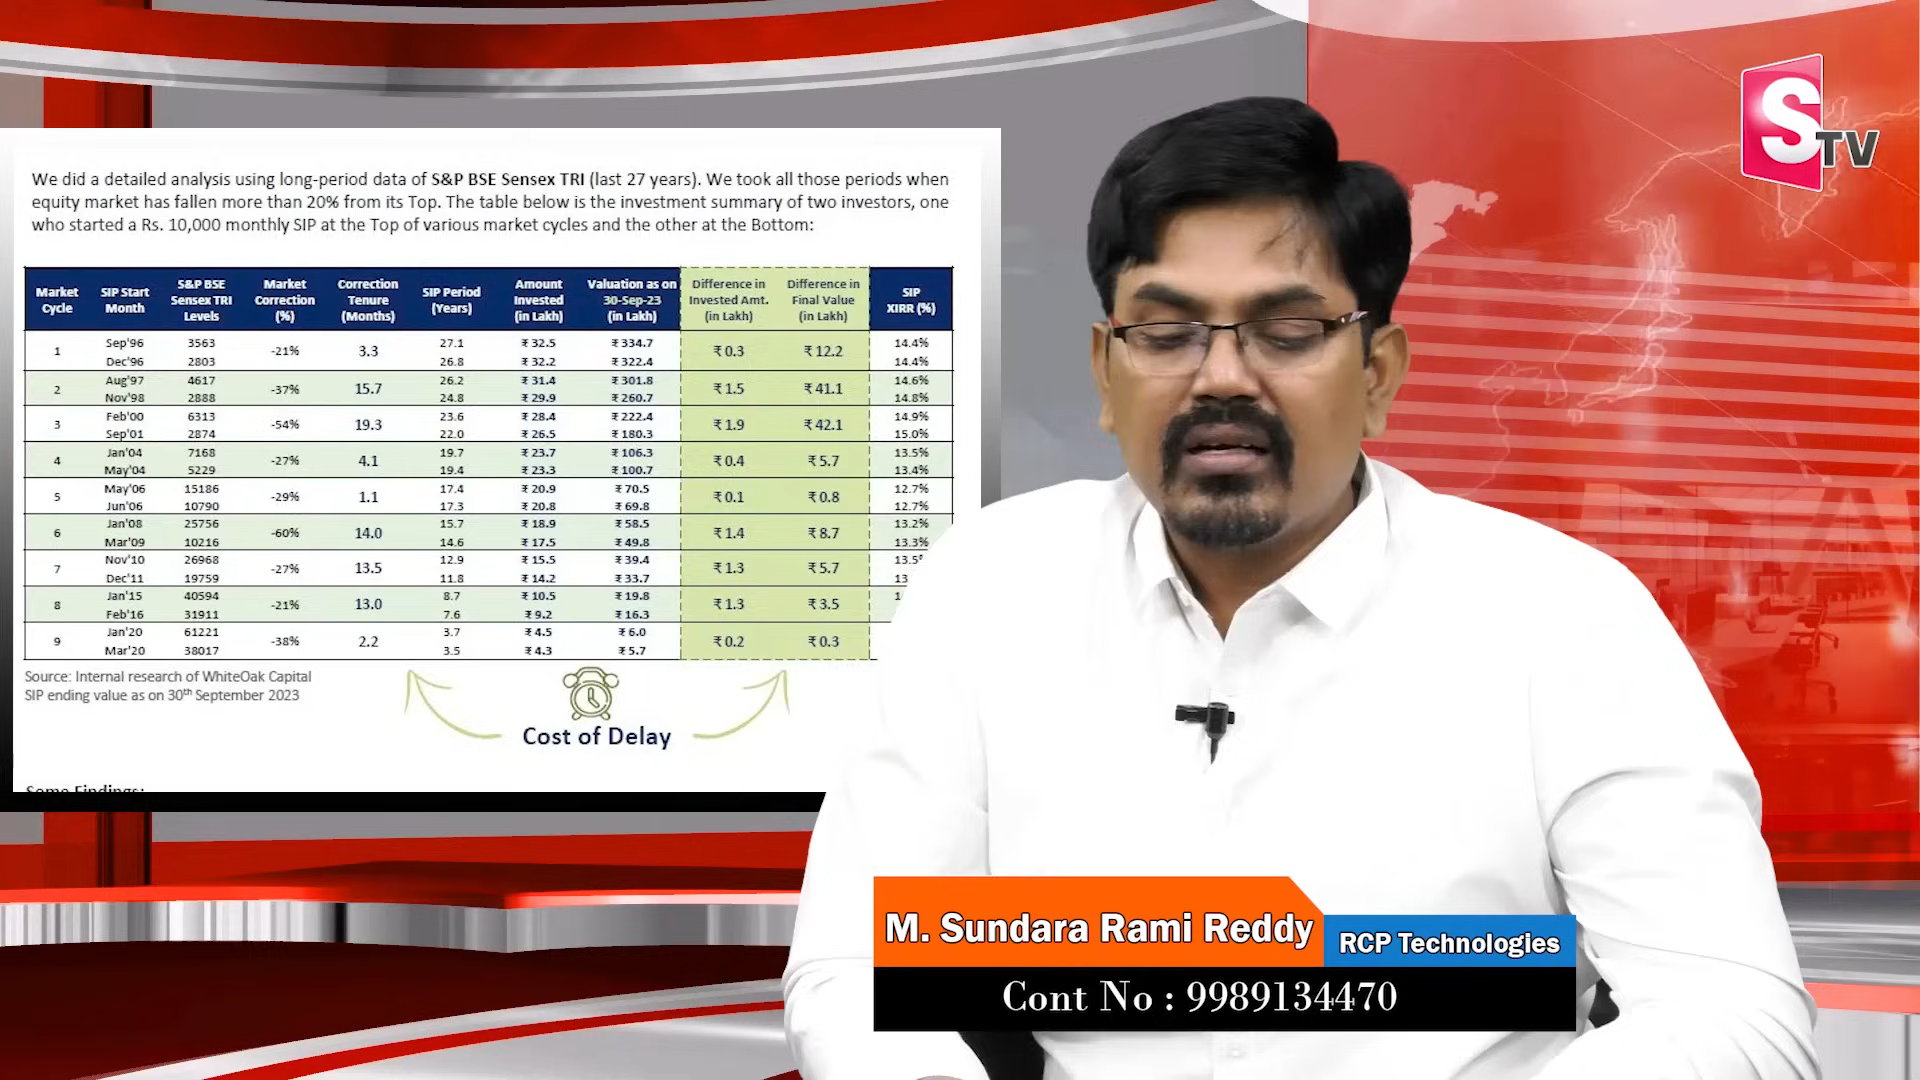 S TV
We did a detailed analysis using long-period data of S&P BSE Sensex TRI (last 27 years). We took all those periods when
equity market has fallen more than 20% from its Top. The table below is the investment summary of two investors, one
who started a Rs. 10,000 monthly SIP at the Top of various market cycles and the other at the Bottom:
Market Cycle SIP Start Month S&P BSE Sensex TRI Levels Market Correction (%) Correction Tenure (Months) SIP Period (Years) Amount Invested (in Lakh) Valuation as on 30-Sep-23 (in Lakh) Difference in Invested Amt. (in Lakh) Difference in Final Value (in Lakh) SIP XIRR (%)
1 Sep'96 3563 -21% 3.3 27.1 ₹ 32.5 ₹ 334.7 ₹ 0.3 ₹ 12.2 14.4%
Dec'96 2803 26.8 ₹ 32.2 ₹ 322.4 14.4%
2 Aug'97 4617 -37% 15.7 26.2 ₹ 31.4 ₹ 301.8 ₹ 1.5 ₹ 41.1 14.6%
Nov'98 2888 24.8 ₹ 29.9 ₹ 260.7 14.8%
3 Feb'00 6313 -54% 19.3 23.6 ₹ 28.4 ₹ 222.4 ₹ 1.9 ₹ 42.1 14.9%
Sep'01 2874 22.0 ₹ 26.5 ₹ 180.3 15.0%
4 Jan'04 7168 -27% 4.1 19.7 ₹ 23.7 ₹ 106.3 ₹ 0.4 ₹ 5.7 13.5%
May'04 5229 19.4 ₹ 23.3 ₹ 100.7 13.4%
5 May'06 15186 -29% 1.1 17.4 ₹ 20.9 ₹ 70.5 ₹ 0.1 ₹ 0.8 12.7%
Jun'06 10790 17.3 ₹ 20.8 ₹ 69.8 12.7%
6 Jan'08 25756 -60% 14.0 15.7 ₹ 18.9 ₹ 58.5 ₹ 1.4 ₹ 8.7 13.2%
Mar'09 10216 14.6 ₹ 17.5 ₹ 49.8 13.3%
7 Nov'10 26968 -27% 13.5 12.9 ₹ 15.5 ₹ 39.4 ₹ 1.3 ₹ 5.7 13.5
Dec'11 19759 11.8 ₹ 14.2 ₹ 33.7 13
8 Jan'15 40594 -21% 13.0 8.7 ₹ 10.5 ₹ 19.8 ₹ 1.3 ₹ 3.5
Feb'16 31911 7.6 ₹ 9.2 ₹ 16.3
9 Jan'20 61221 -38% 2.2 3.7 ₹ 4.5 ₹ 6.0 ₹ 0.2 ₹ 0.3
Mar'20 38017 3.5 ₹ 4.3 ₹ 5.7
Source: Internal research of WhiteOak Capital
SIP ending value as on 30th September 2023
Cost of Delay
Some Findings:
M. Sundara Rami Reddy
RCP Technologies
Cont No : 9989134470